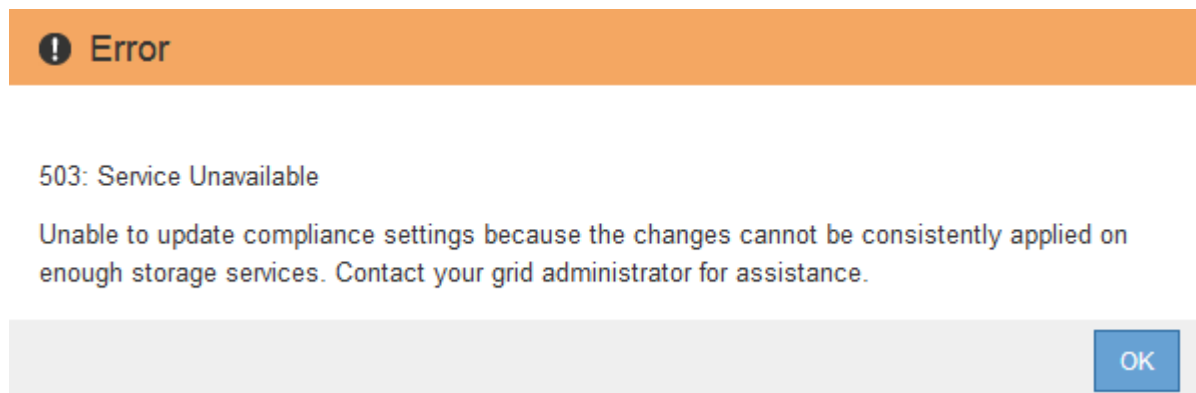 Error
503: Service Unavailable
Unable to update compliance settings because the changes cannot be consistently applied on
enough storage services. Contact your grid administrator for assistance.
OK